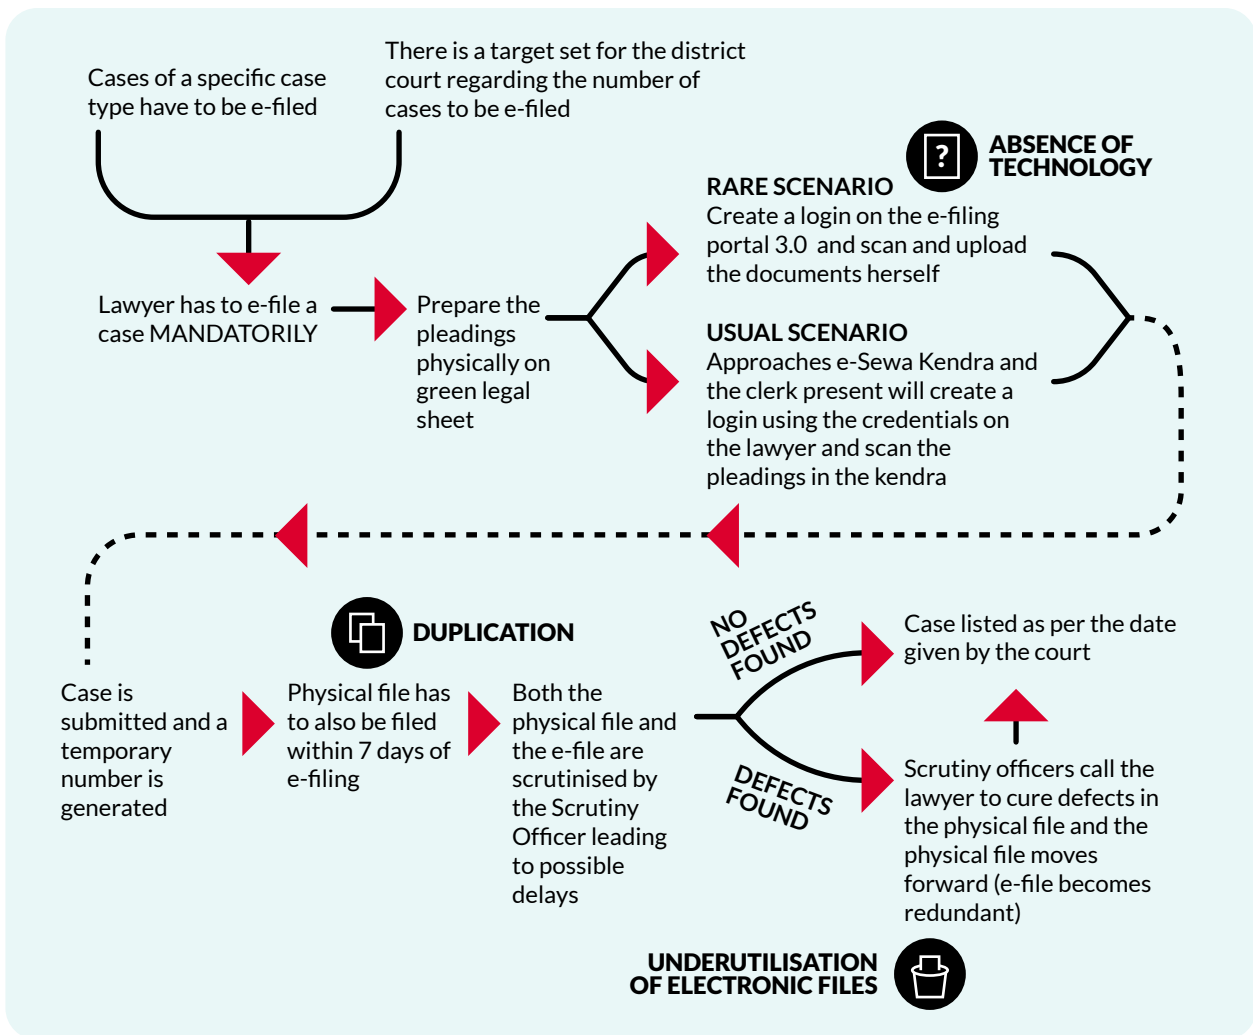 Cases of a specific case
type have to be e-filed
There is a target set for the district
court regarding the number of
cases to be e-filed
Lawyer has to e-file a
case MANDATORILY
Prepare the
pleadings
physically on
green legal
sheet
?
ABSENCE OF
TECHNOLOGY
RARE SCENARIO
Create a login on the e-filing
portal 3.0 and scan and upload
the documents herself
USUAL SCENARIO
Approaches e-Sewa Kendra and
the clerk present will create a
login using the credentials on
the lawyer and scan the
pleadings in the kendra
Case is
submitted and a
temporary
number is
generated
DUPLICATION
Physical file has
to also be filed
within 7 days of
e-filing
Both the
physical file and
the e-file are
scrutinised by
the Scrutiny
Officer leading
to possible
delays
NO
DEFECTS
FOUND
Case listed as per the date
given by the court
DEFECTS
FOUND
Scrutiny officers call the
lawyer to cure defects in
the physical file and the
physical file moves
forward (e-file becomes
redundant)
UNDERUTILISATION
OF ELECTRONIC FILES